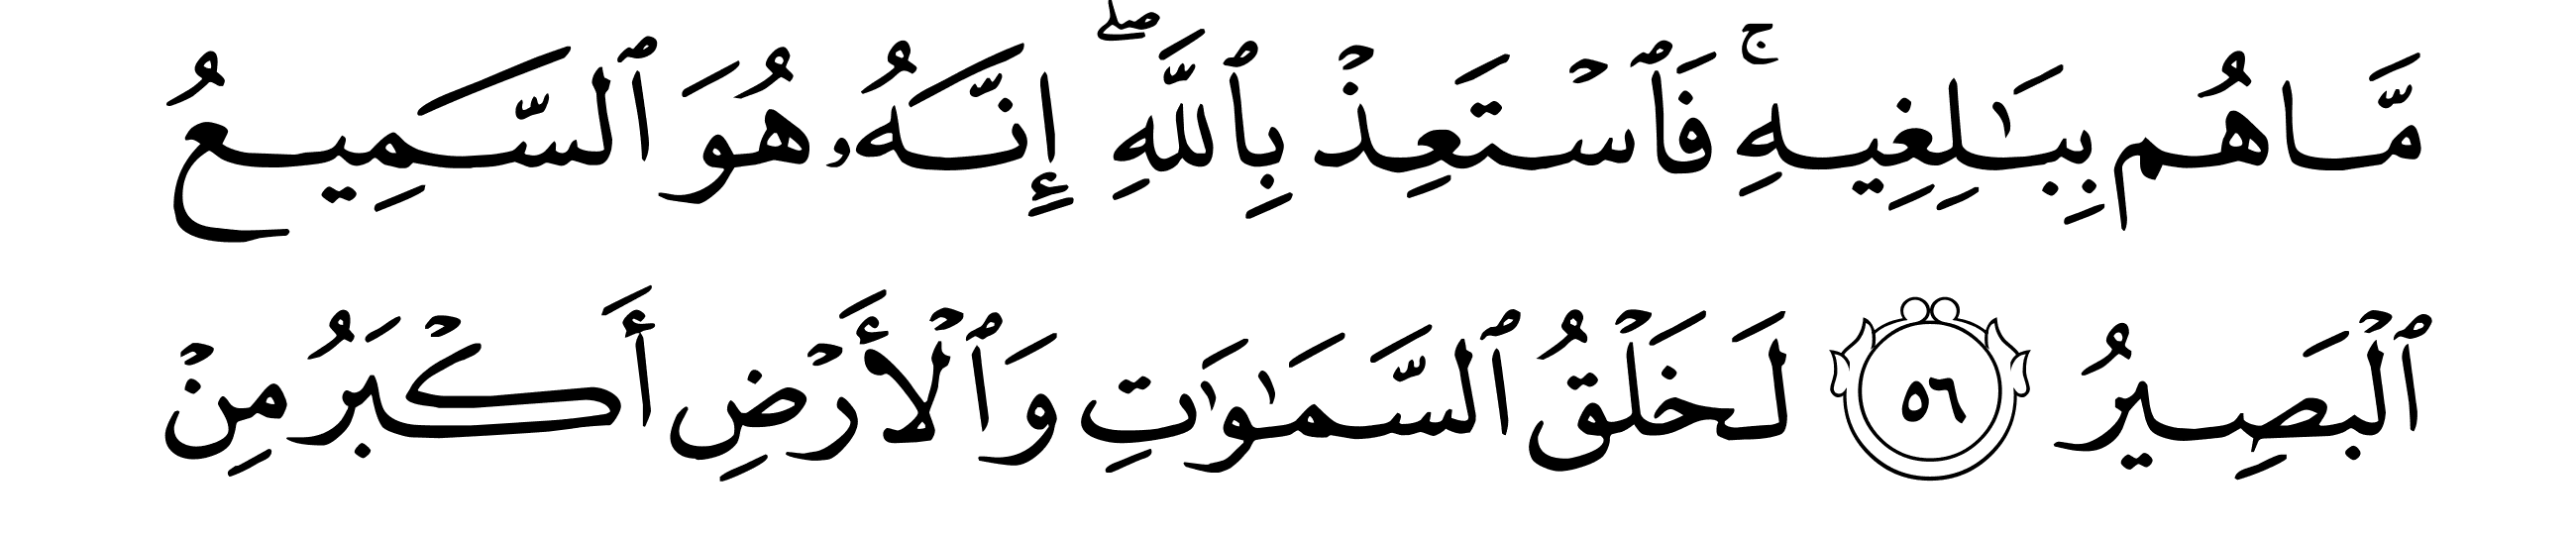 مَّا هُم بِبَٰلِغِيهِۚ فَٱسۡتَعِذۡ بِٱللَّهِۖ إِنَّهُۥ هُوَ ٱلسَّمِيعُ
ٱلۡبَصِيرُ ٥٦ لَخَلۡقُ ٱلسَّمَٰوَٰتِ وَٱلۡأَرۡضِ أَكۡبَرُ مِنۡ